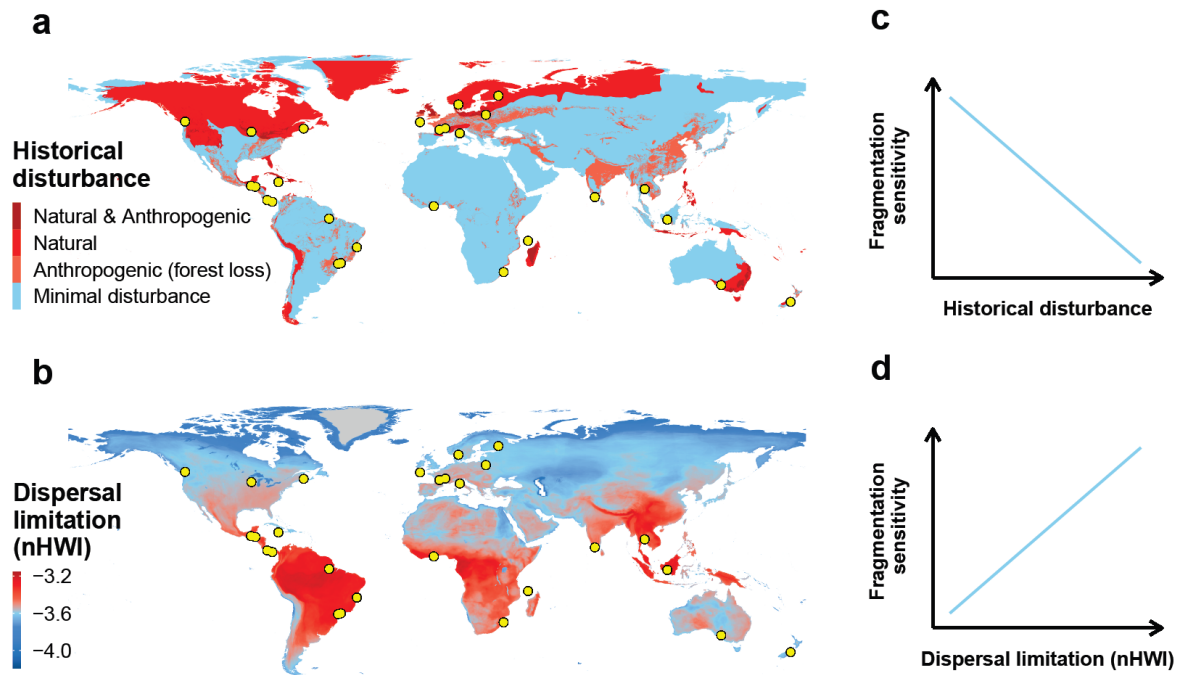 a
Historical
disturbance
Natural & Anthropogenic
Natural
Anthropogenic (forest loss)
Minimal disturbance
b
Dispersal
limitation
(nHWI)
−3.2
−3.6
−4.0
c
Fragmentation
sensitivity
Historical disturbance
d
Fragmentation
sensitivity
Dispersal limitation (nHWI)